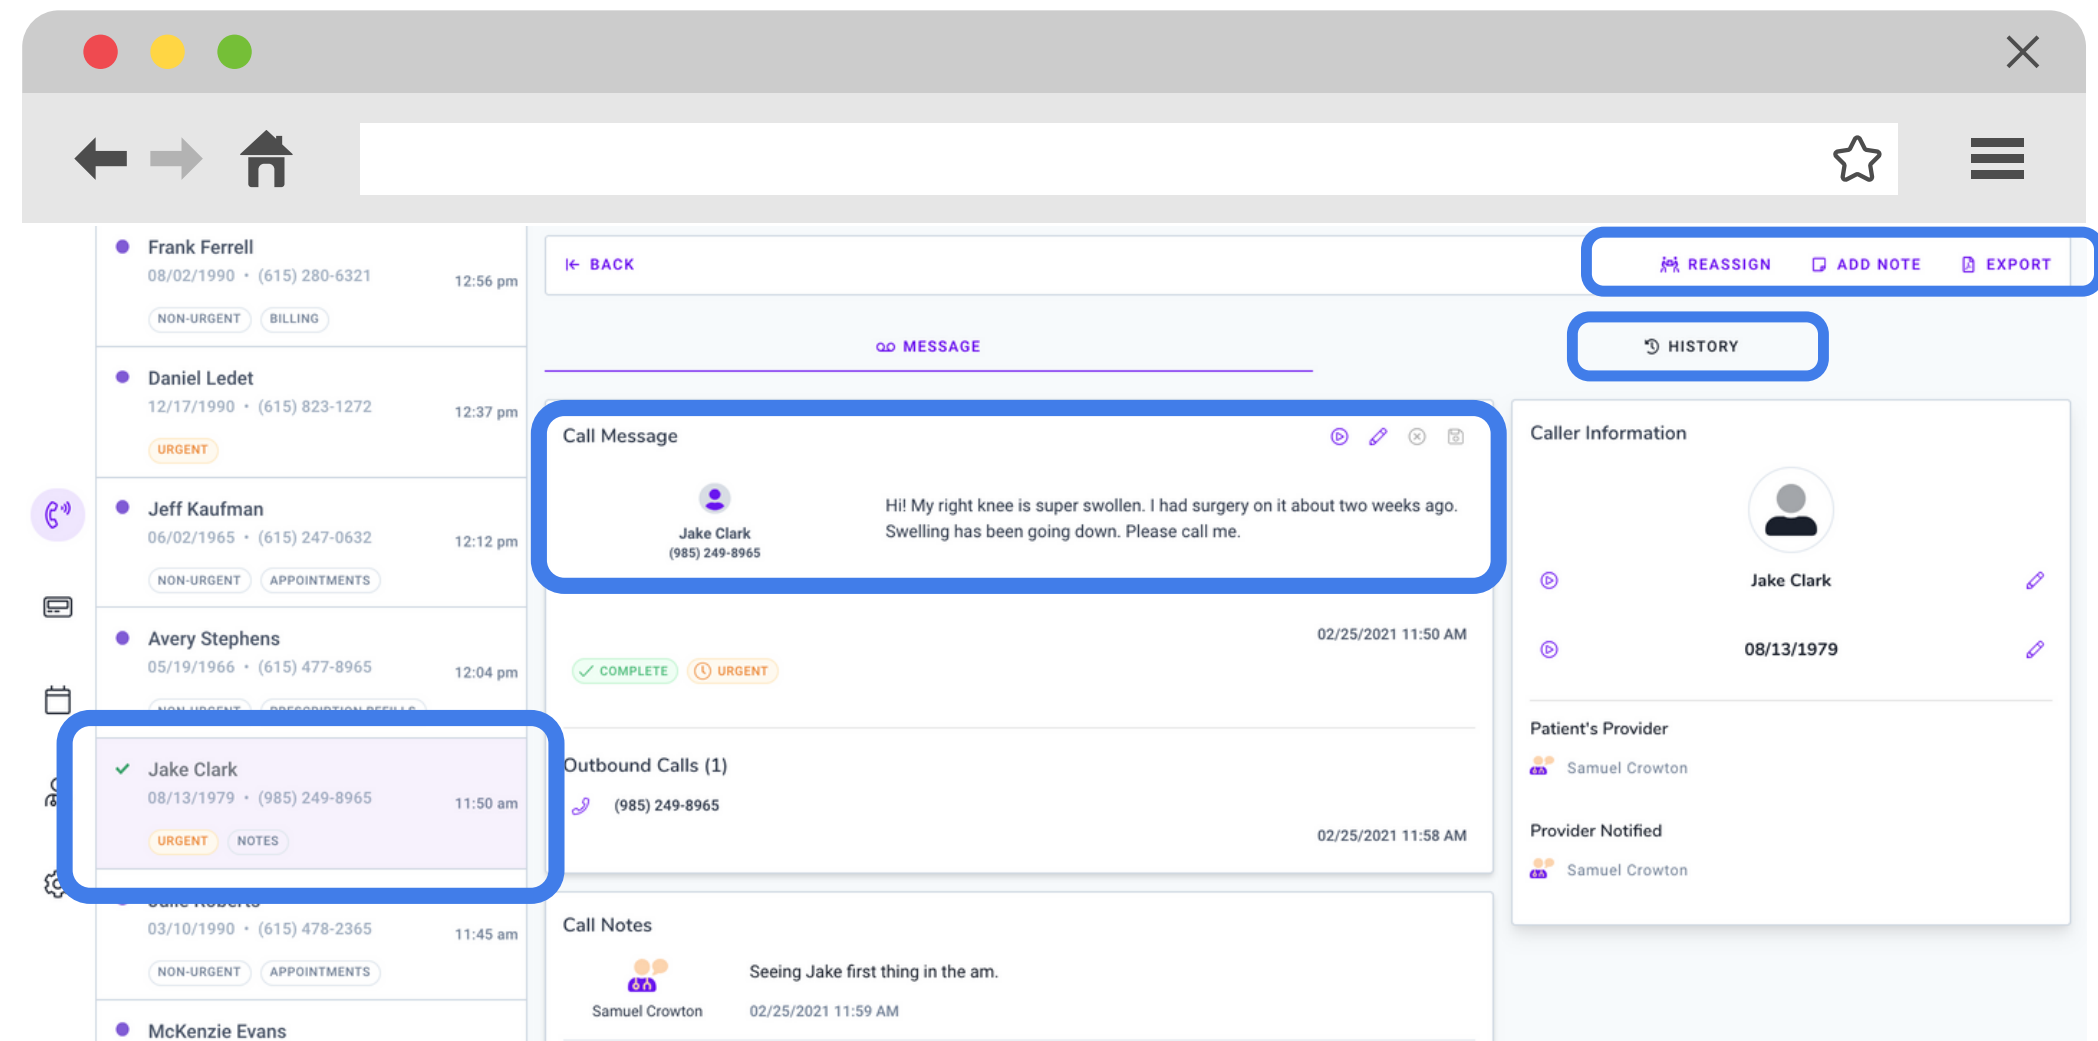 Frank Ferrell
08/02/1990 • (615) 280-6321
12:56 pm
NON-URGENT BILLING
Daniel Ledet
12/17/1990 • (615) 823-1272
12:37 pm
URGENT
Jeff Kaufman
06/02/1965 • (615) 247-0632
12:12 pm
NON-URGENT APPOINTMENTS
Avery Stephens
05/19/1966 • (615) 477-8965
12:04 pm
NON-URGENT PRESCRIPTION REFILLS
Jake Clark
08/13/1979 • (985) 249-8965
11:50 am
URGENT NOTES
Julie Roberts
03/10/1990 • (615) 478-2365
11:45 am
NON-URGENT APPOINTMENTS
McKenzie Evans
BACK
REASSIGN ADD NOTE EXPORT
MESSAGE
HISTORY
Call Message
Jake Clark
(985) 249-8965
Hi! My right knee is super swollen. I had surgery on it about two weeks ago.
Swelling has been going down. Please call me.
02/25/2021 11:50 AM
COMPLETE URGENT
Outbound Calls (1)
(985) 249-8965
02/25/2021 11:58 AM
Call Notes
Samuel Crowton
Seeing Jake first thing in the am.
02/25/2021 11:59 AM
Caller Information
Jake Clark
08/13/1979
Patient's Provider
Samuel Crowton
Provider Notified
Samuel Crowton